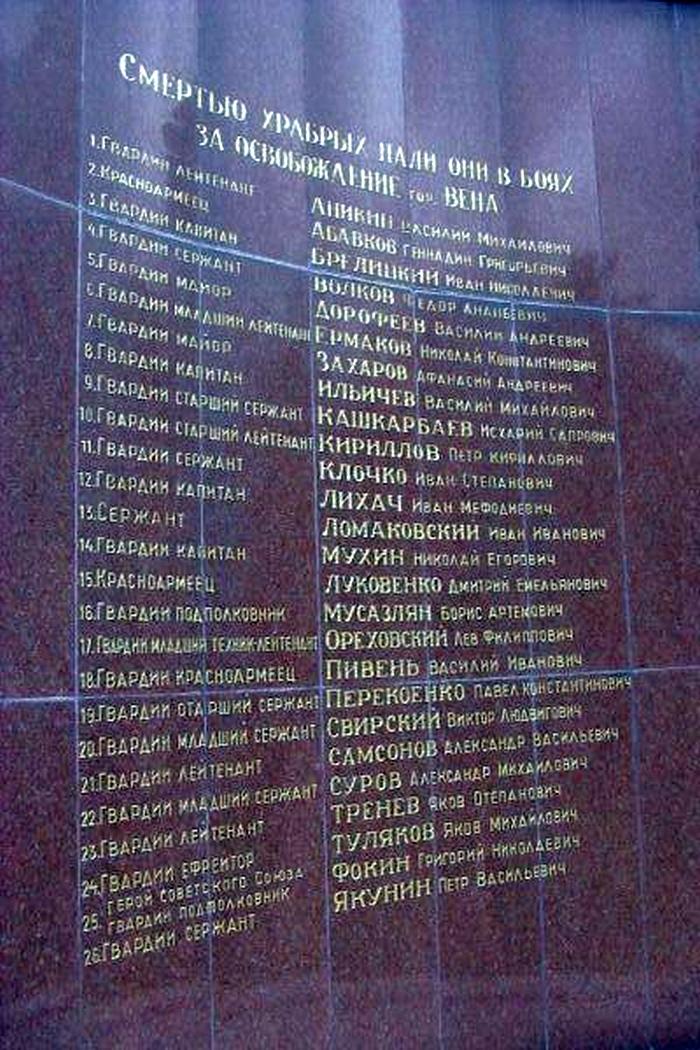 СМЕРТЬЮ ХРАБРЫХ ПАЛИ ОНИ В БОЯХ
ЗА ОСВОБОЖДЕНИЕ ГОР. ВЕНА
1.ГВАРДИИ ЛЕЙТЕНАНТ АНИКИН ВАСИЛИЙ МИХАЙЛОВИЧ
2.КРАСНОАРМЕЕЦ АБАВКОВ ГЕННАДИЙ ГРИГОРЬЕВИЧ
3.ГВАРДИИ КАПИТАН БРЕЛИЦКИЙ ИВАН НИКОЛАЕВИЧ
4.ГВАРДИИ СЕРЖАНТ ВОЛКОВ ФЕДОР АНАНЬЕВИЧ
5.ГВАРДИИ МАЙОР ДОРОФЕЕВ ВАСИЛИЙ АНДРЕЕВИЧ
6.ГВАРДИИ МЛАДШИЙ ЛЕЙТЕНАНТ ЕРМАКОВ НИКОЛАЙ КОНСТАНТИНОВИЧ
7.ГВАРДИИ МАЙОР ЗАХАРОВ АФАНАСИЙ АНДРЕЕВИЧ
8.ГВАРДИИ КАПИТАН ИЛЬИЧЕВ ВАСИЛИЙ МИХАЙЛОВИЧ
9.ГВАРДИИ СТАРШИЙ СЕРЖАНТ КАШКАРБАЕВ ИСХАРИН САПРОВИЧ
10.ГВАРДИИ СТАРШИЙ ЛЕЙТЕНАНТ КИРИЛЛОВ ПЕТР КИРИЛЛОВИЧ
11.ГВАРДИИ СЕРЖАНТ КЛОЧКО ИВАН СТЕПАНОВИЧ
12.ГВАРДИИ КАПИТАН ЛИХАЧ ИВАН МЕФОДИЕВИЧ
13.СЕРЖАНТ ЛОМАКОВСКИЙ ИВАН ИВАНОВИЧ
14.ГВАРДИИ КАПИТАН МУХИН НИКОЛАЙ ЕГОРОВИЧ
15.КРАСНОАРМЕЕЦ ЛУКОВЕНКО ДМИТРИЙ ЕМЕЛЬЯНОВИЧ
16.ГВАРДИИ ПОДПОЛКОВНИК МУСАЗЛЯН БОРИС АРТЕМОВИЧ
17.ГВАРДИИ МЛАДШИЙ ТЕХНИК-ЛЕЙТЕНАНТ ОРЕХОВСКИЙ ЛЕВ ФИЛИППОВИЧ
18.ГВАРДИИ КРАСНОАРМЕЕЦ ПИВЕНЬ ВАСИЛИЙ ИВАНОВИЧ
19.ГВАРДИИ СТАРШИЙ СЕРЖАНТ ПЕРЕКОЕНКО ПАВЕЛ КОНСТАНТИНОВИЧ
20.ГВАРДИИ МЛАДШИЙ СЕРЖАНТ СВИРСКИЙ ВИКТОР ЛЮДВИГОВИЧ
21.ГВАРДИИ ЛЕЙТЕНАНТ САМСОНОВ АЛЕКСАНДР ВАСИЛЬЕВИЧ
22.ГВАРДИИ МЛАДШИЙ СЕРЖАНТ СУРОВ АЛЕКСАНДР МИХАЙЛОВИЧ
23.ГВАРДИИ ЛЕЙТЕНАНТ ТРЕНЕВ ЯКОВ СТЕПАНОВИЧ
24.ГВАРДИИ ЕФРЕЙТОР ТУЛЯКОВ ЯКОВ МИХАЙЛОВИЧ
25. ГЕРОЙ СОВЕТСКОГО СОЮЗА
ГВАРДИИ ПОДПОЛКОВНИК ФОКИН ГРИГОРИЙ НИКОЛАЕВИЧ
26.ГВАРДИИ СЕРЖАНТ ЯКУНИН ПЕТР ВАСИЛЬЕВИЧ